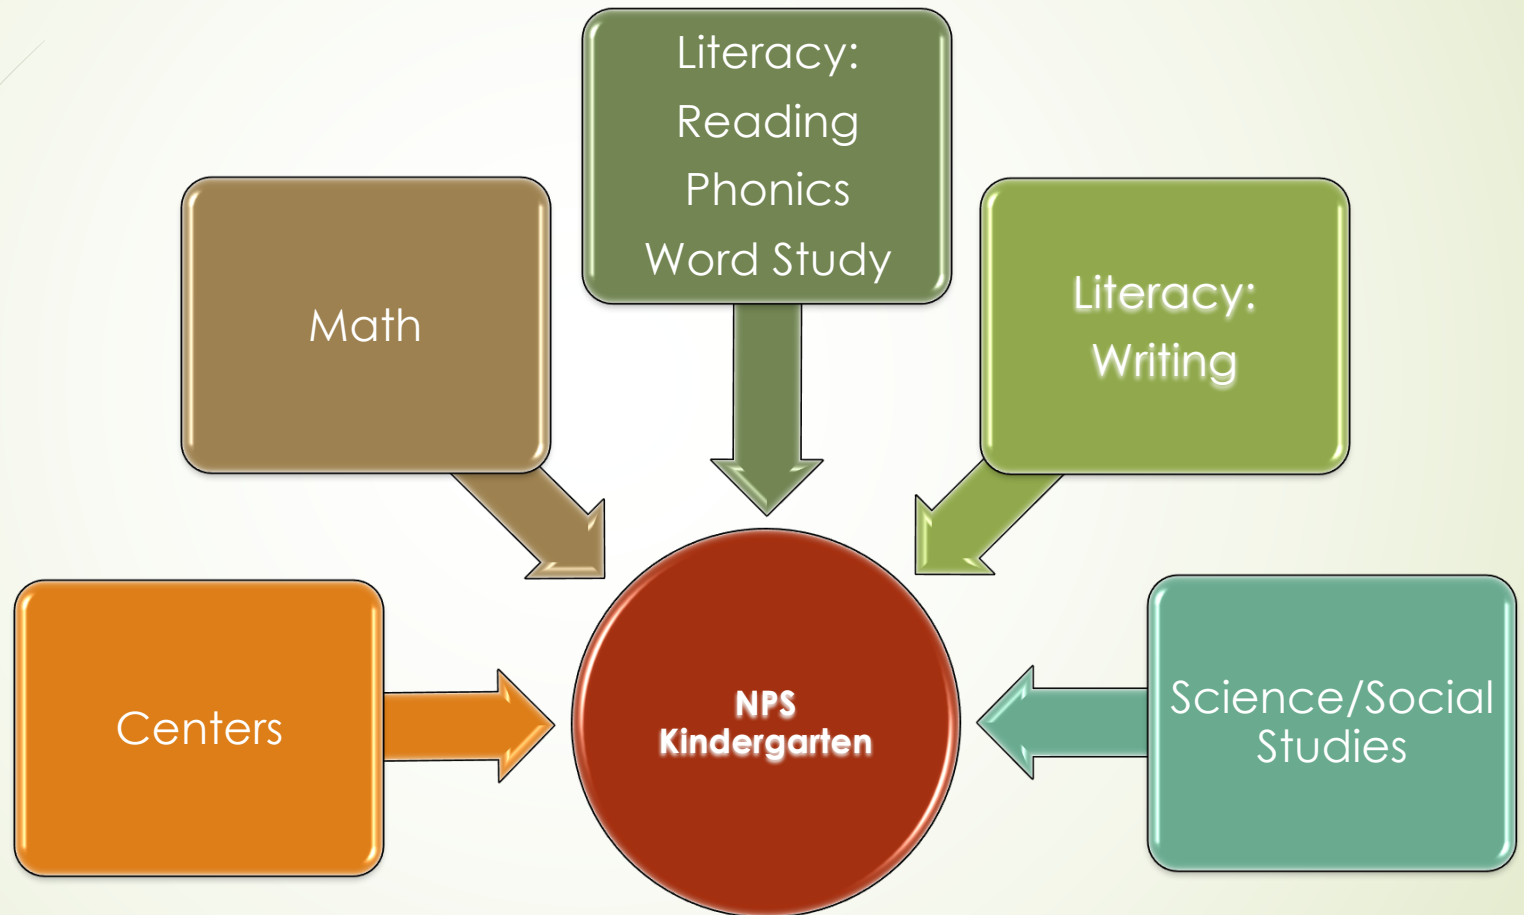 Literacy:
Reading
Phonics
Word Study
Math
Literacy:
Writing
Centers
NPS
Kindergarten
Science/Social
Studies